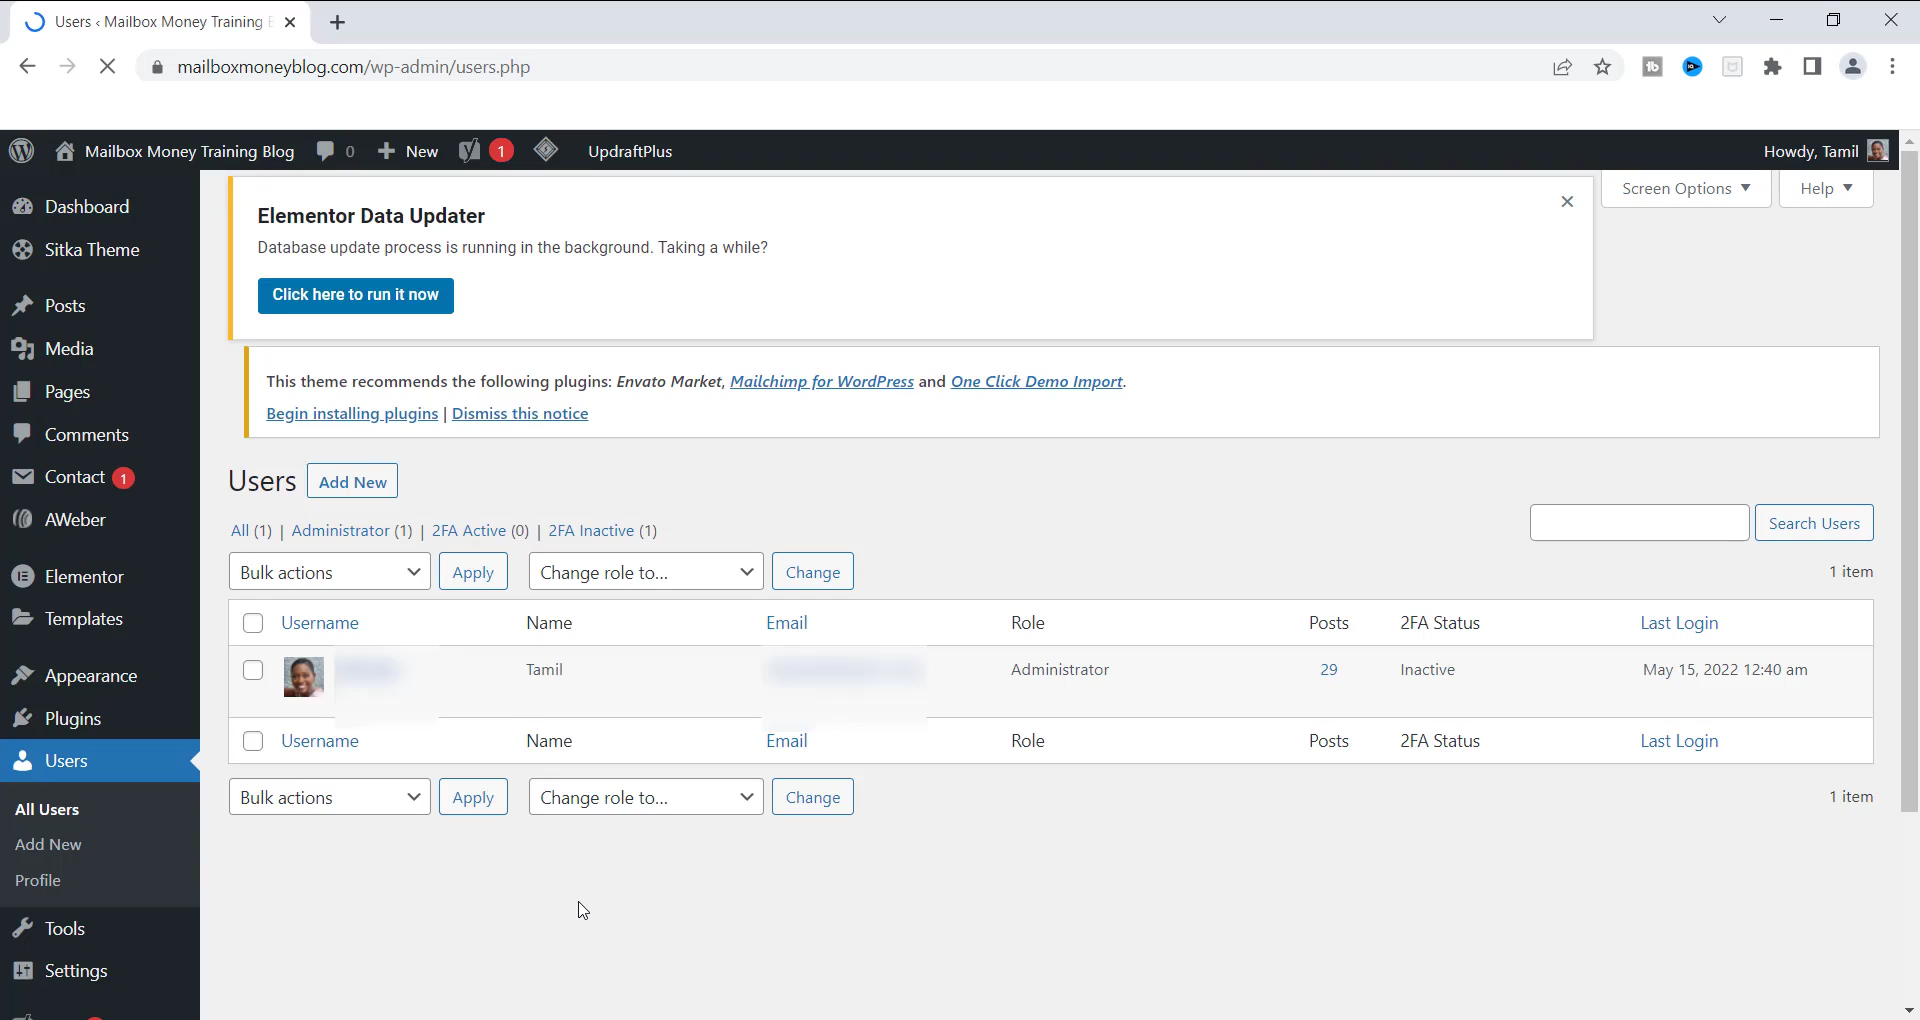 Users ‹ Mailbox Money Training
mailboxmoneyblog.com/wp-admin/users.php
Mailbox Money Training Blog 0 New 1 UpdraftPlus Howdy, Tamil
Screen Options Help
Dashboard
Sitka Theme
Posts
Media
Pages
Comments
Contact 1
AWeber
Elementor
Templates
Appearance
Plugins
Users
All Users
Add New
Profile
Tools
Settings
Elementor Data Updater
Database update process is running in the background. Taking a while?
Click here to run it now
This theme recommends the following plugins: Envato Market, Mailchimp for WordPress and One Click Demo Import.
Begin installing plugins | Dismiss this notice
Users Add New
All (1) | Administrator (1) | 2FA Active (0) | 2FA Inactive (1)
Search Users
Bulk actions Apply Change role to... Change 1 item
Username Name Email Role Posts 2FA Status Last Login
Tamil Administrator 29 Inactive May 15, 2022 12:40 am
Username Name Email Role Posts 2FA Status Last Login
Bulk actions Apply Change role to... Change 1 item